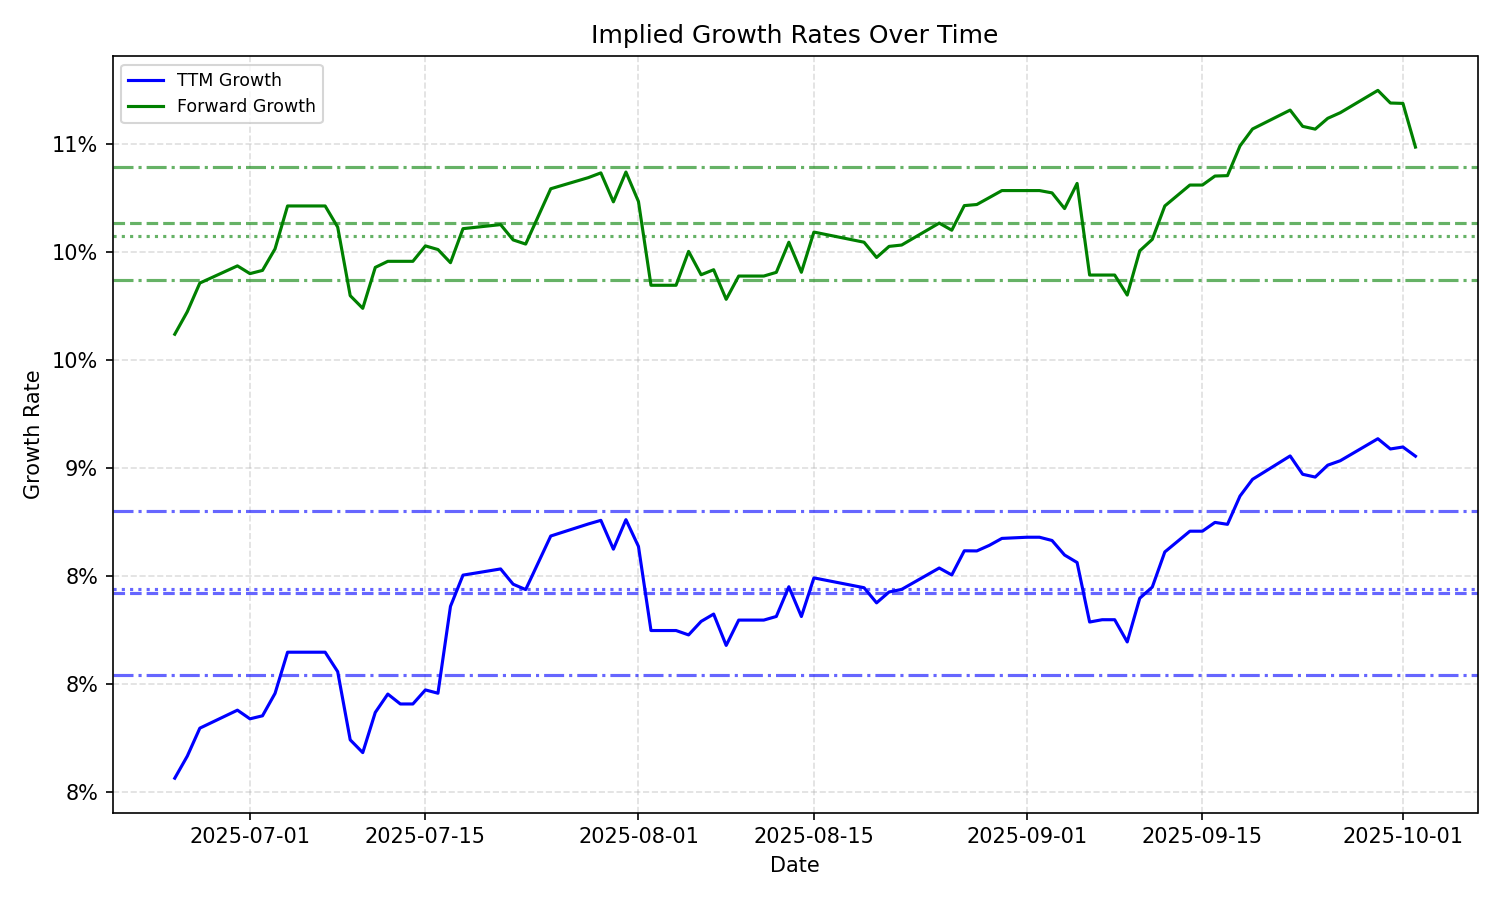 Implied Growth Rates Over Time
TTM Growth
Forward Growth
11%
10%
10%
9%
8%
8%
8%
Growth Rate
2025-07-01
2025-07-15
2025-08-01
2025-08-15
2025-09-01
2025-09-15
2025-10-01
Date